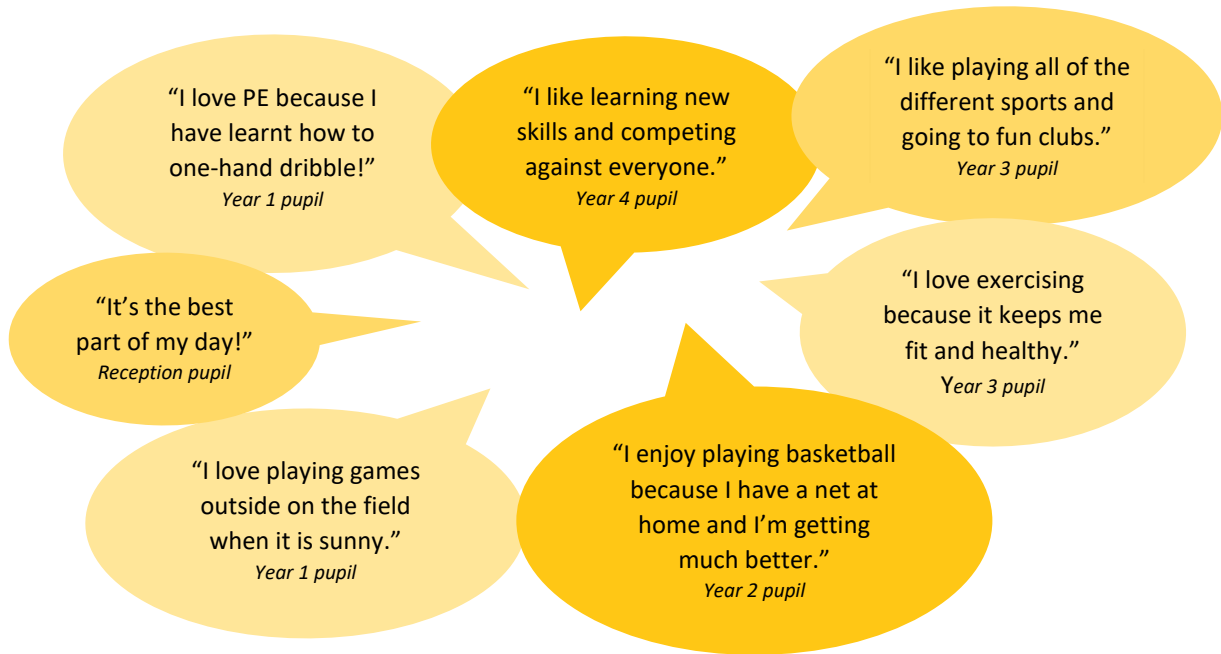 “I love PE because I
have learnt how to
one-hand dribble!”
Year 1 pupil
“I like learning new
skills and competing
against everyone.”
Year 4 pupil
“I like playing all of the
different sports and
going to fun clubs.”
Year 3 pupil
“It’s the best
part of my day!”
Reception pupil
“I love exercising
because it keeps me
fit and healthy.”
Year 3 pupil
“I love playing games
outside on the field
when it is sunny.”
Year 1 pupil
“I enjoy playing basketball
because I have a net at
home and I’m getting
much better.”
Year 2 pupil